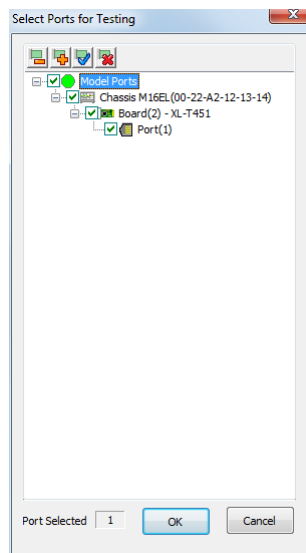 Select Ports for Testing
Model Ports
Chassis M16EL(00-22-A2-12-13-14)
Board(2) - XL-T451
Port(1)
Port Selected 1 OK Cancel